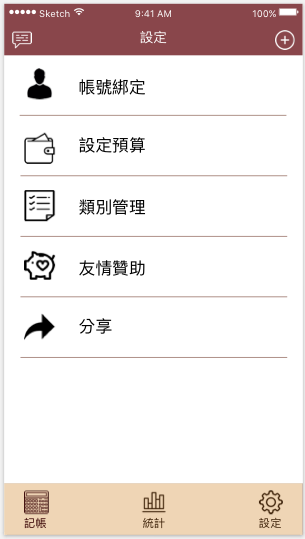 Sketch 9:41 AM 100%
設定
帳號綁定
設定預算
類別管理
友情贊助
分享
記帳 統計 設定